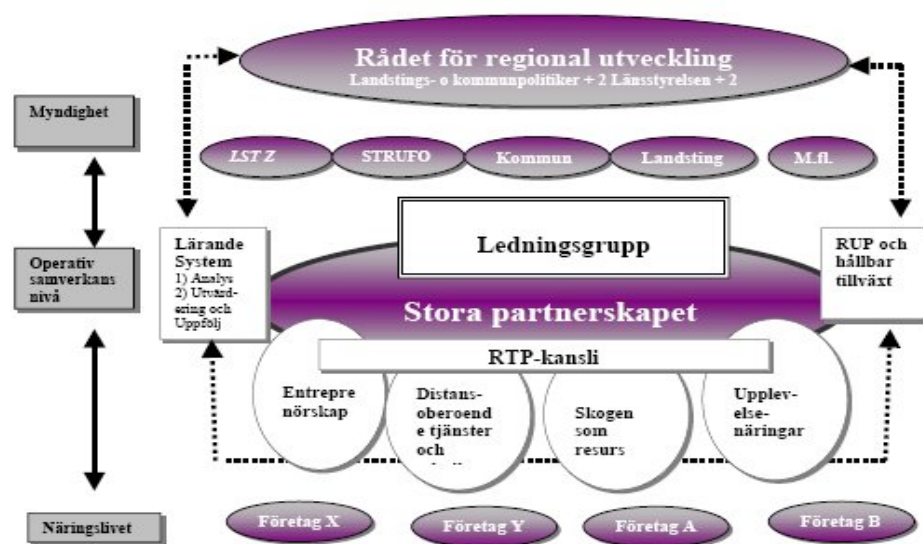 Rådet för regional utveckling
Landstings- o kommunpolitiker + 2 Länsstyrelsen + 2
Myndighet
LST Z
STRUFO
Kommun
Landsting
M.fl.
Lärande
System
1) Analys
2) Utvärd-
ering och
Uppfölj
Ledningsgrupp
RUP och
hållbar
tillväxt
Operativ
samverkans
nivå
Stora partnerskapet
RTP-kansli
Entrepre
nörskap
Distans-
oberoend
e tjänster
och
Skogen
som
resurs
Upplev-
else-
näringar
Näringslivet
Företag X
Företag Y
Företag A
Företag B